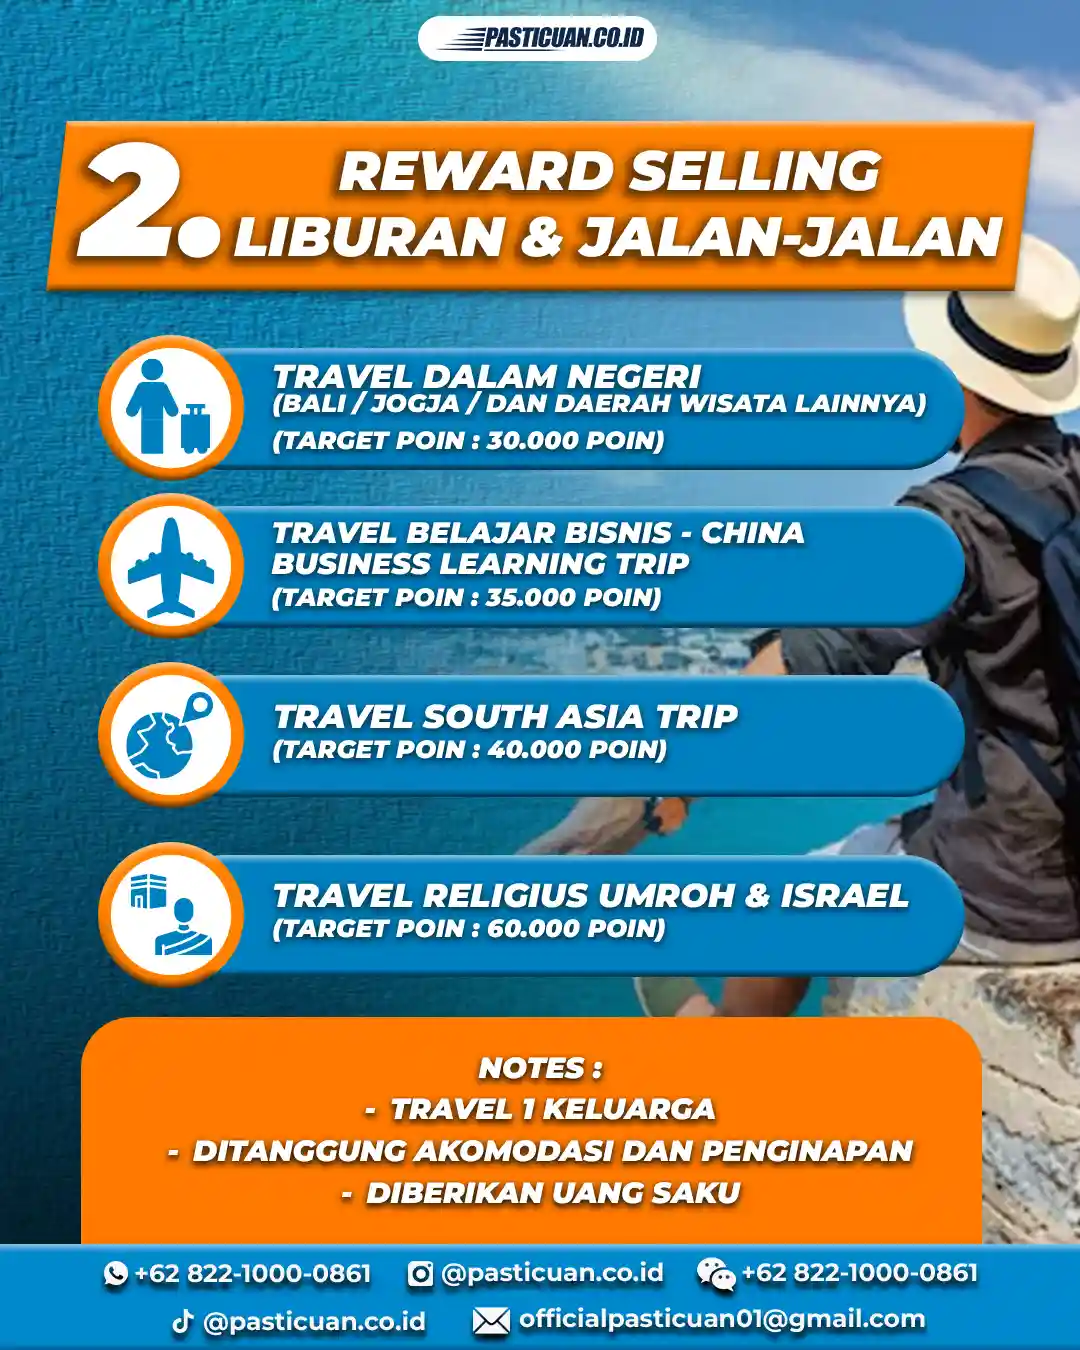 PASTICUAN.CO.ID
2. REWARD SELLING
LIBURAN & JALAN-JALAN
TRAVEL DALAM NEGERI
(BALI / JOGJA / DAN DAERAH WISATA LAINNYA)
(TARGET POIN : 30.000 POIN)
TRAVEL BELAJAR BISNIS - CHINA
BUSINESS LEARNING TRIP
(TARGET POIN : 35.000 POIN)
TRAVEL SOUTH ASIA TRIP
(TARGET POIN : 40.000 POIN)
TRAVEL RELIGIUS UMROH & ISRAEL
(TARGET POIN : 60.000 POIN)
NOTES :
- TRAVEL 1 KELUARGA
- DITANGGUNG AKOMODASI DAN PENGINAPAN
- DIBERIKAN UANG SAKU
+62 822-1000-0861 @pasticuan.co.id +62 822-1000-0861
@pasticuan.co.id officialpasticuan01@gmail.com